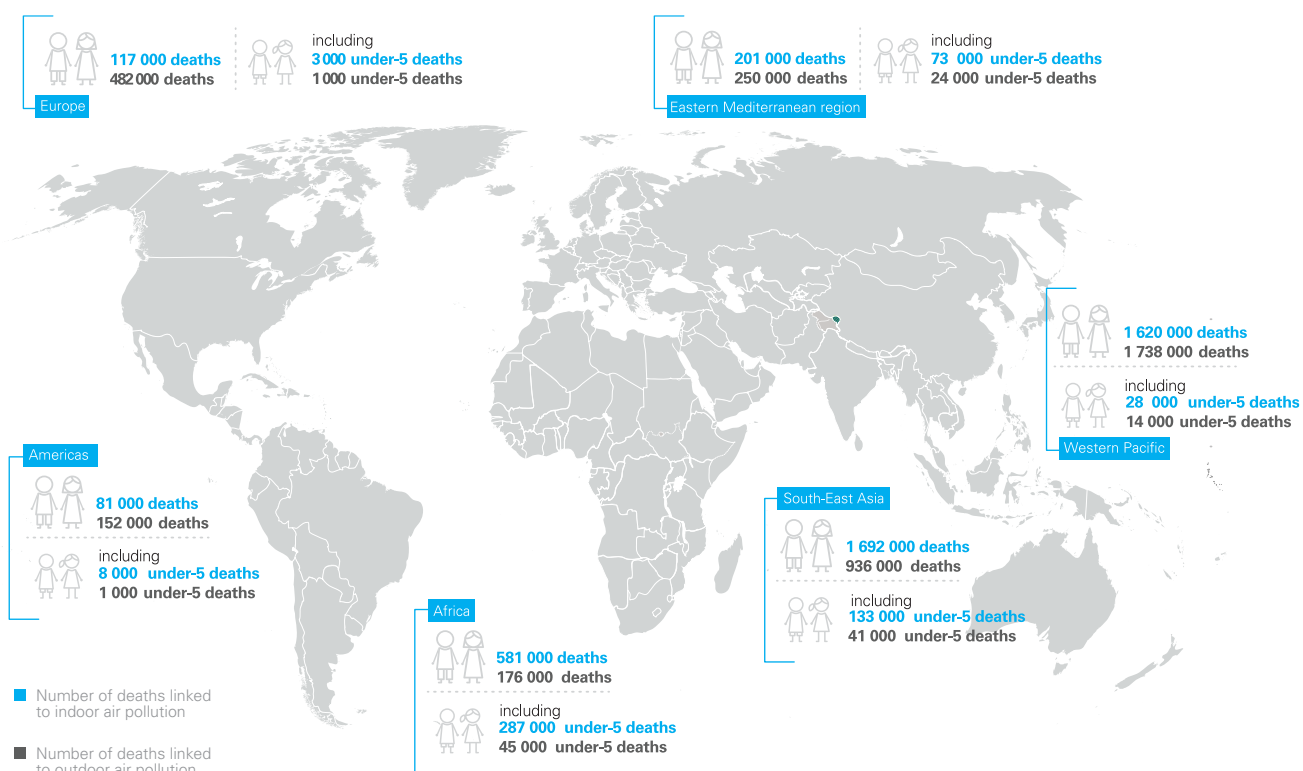 117 000 deaths
482 000 deaths
including
3 000 under-5 deaths
1 000 under-5 deaths
Europe
201 000 deaths
250 000 deaths
including
73 000 under-5 deaths
24 000 under-5 deaths
Eastern Mediterranean region
1 620 000 deaths
1 738 000 deaths
including
28 000 under-5 deaths
14 000 under-5 deaths
Western Pacific
Americas
81 000 deaths
152 000 deaths
including
8 000 under-5 deaths
1 000 under-5 deaths
South-East Asia
1 692 000 deaths
936 000 deaths
including
133 000 under-5 deaths
41 000 under-5 deaths
Africa
581 000 deaths
176 000 deaths
including
287 000 under-5 deaths
45 000 under-5 deaths
Number of deaths linked
to indoor air pollution
Number of deaths linked
to outdoor air pollution